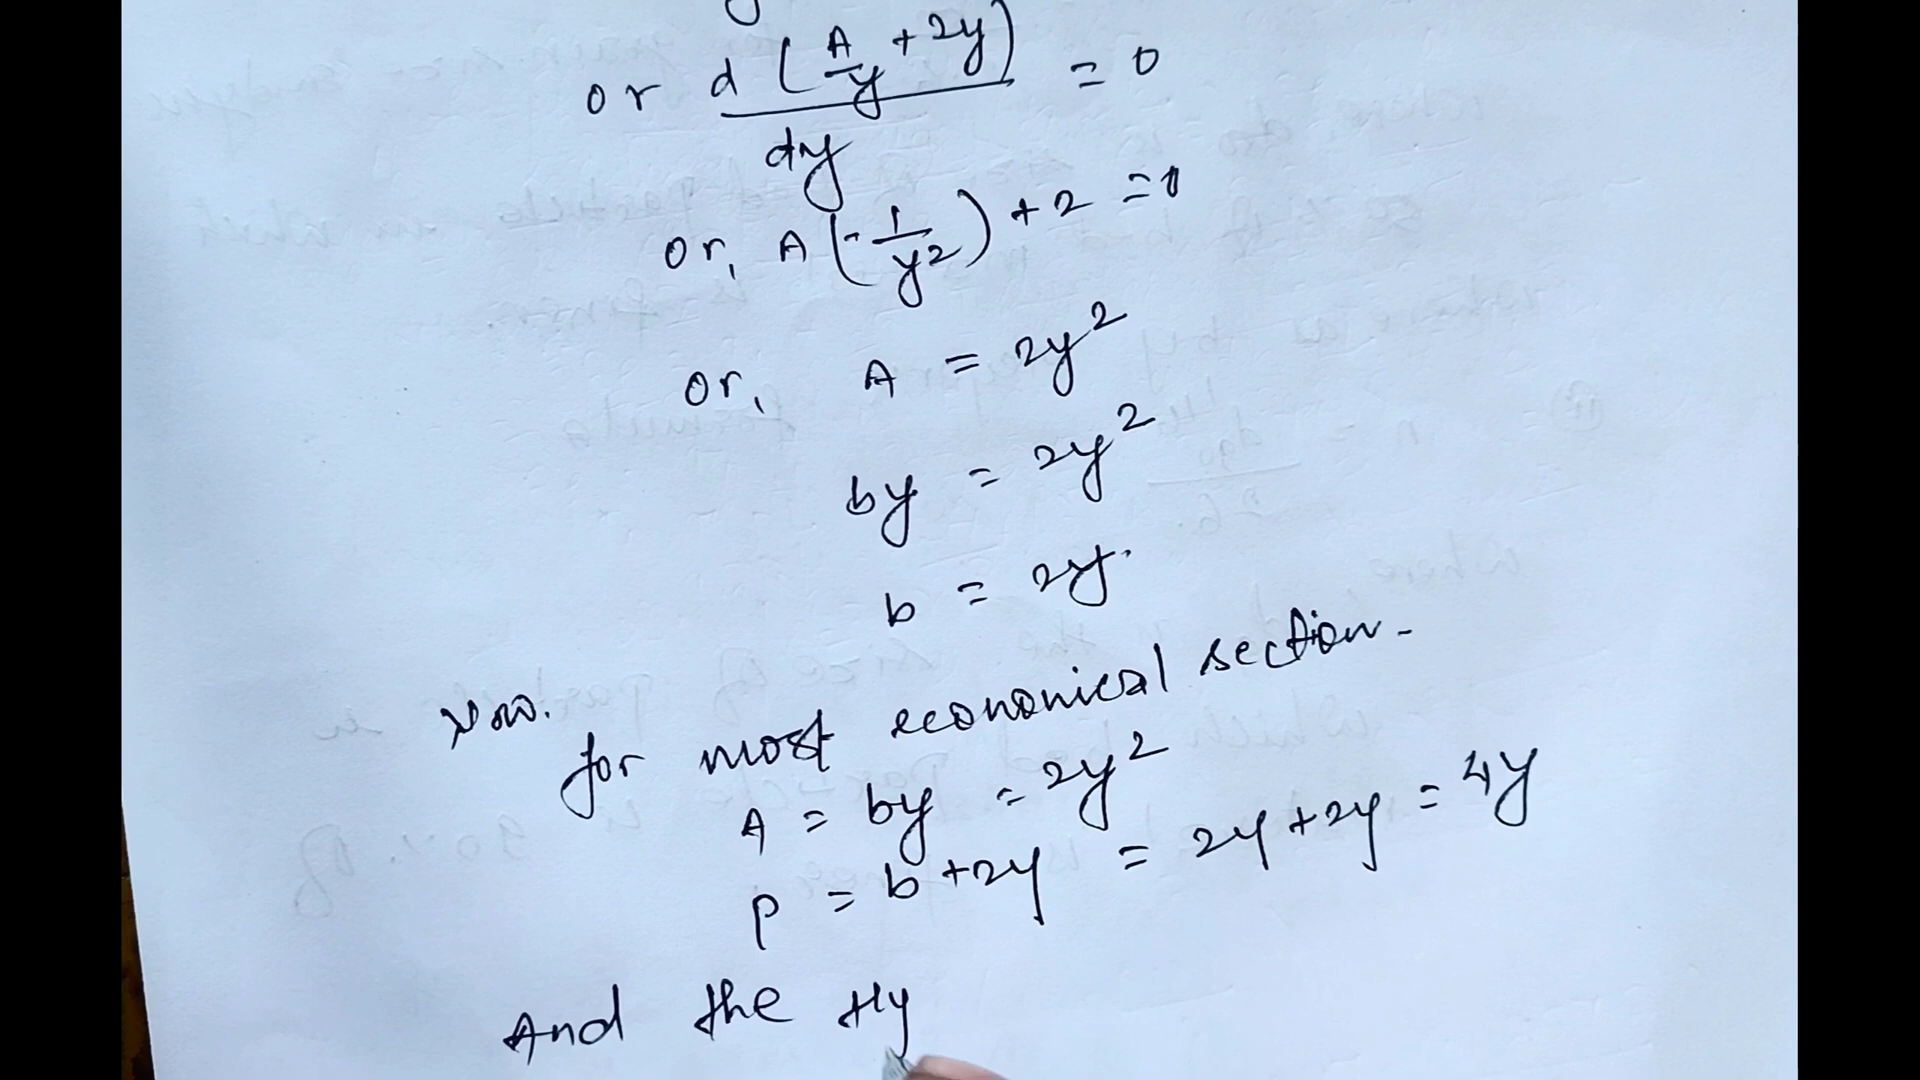 or d(A/y + 2y)/dy = 0
or, A(-1/y²) + 2 = 0
or, A = 2y²
by = 2y²
b = 2y.
Now.
for most economical section -
A = by = 2y²
P = b + 2y = 2y + 2y = 4y
And the Hy